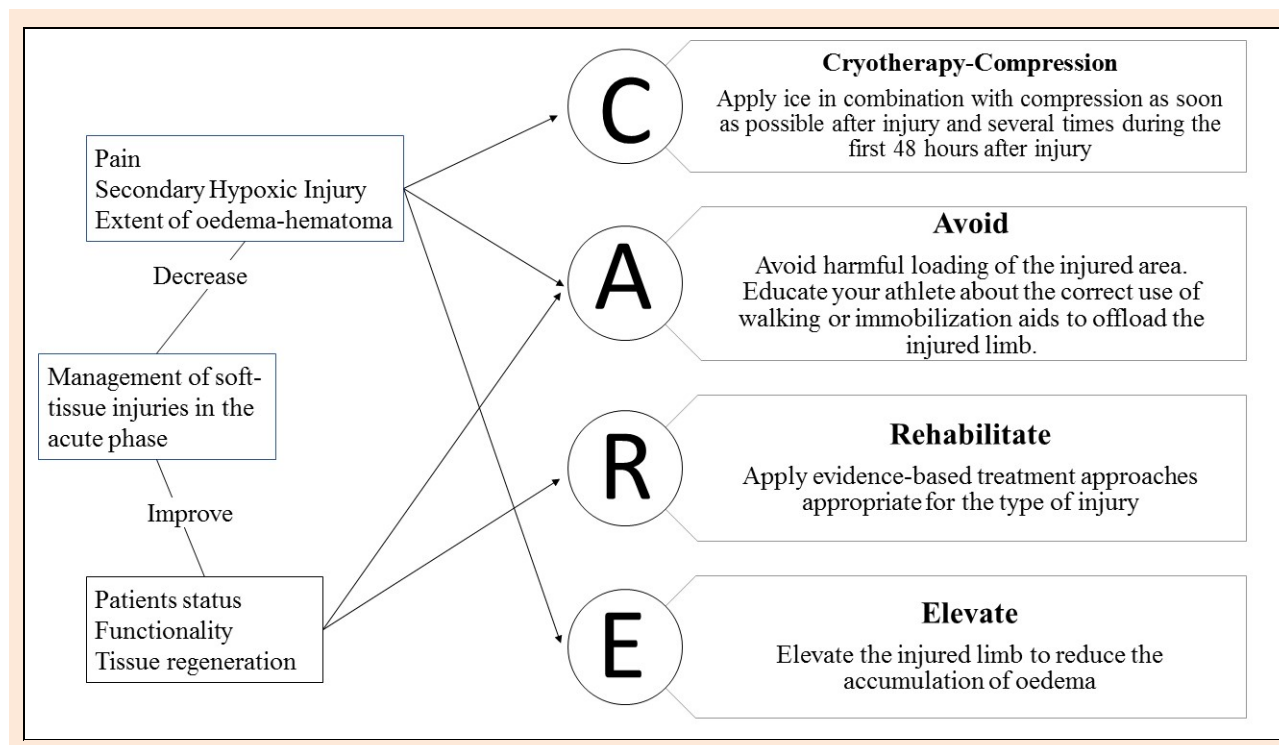 Pain
Secondary Hypoxic Injury
Extent of oedema-hematoma
Decrease
Management of soft-
tissue injuries in the
acute phase
Improve
Patients status
Functionality
Tissue regeneration
C
Cryotherapy-Compression
Apply ice in combination with compression as soon
as possible after injury and several times during the
first 48 hours after injury
A
Avoid
Avoid harmful loading of the injured area.
Educate your athlete about the correct use of
walking or immobilization aids to offload the
injured limb.
R
Rehabilitate
Apply evidence-based treatment approaches
appropriate for the type of injury
E
Elevate
Elevate the injured limb to reduce the
accumulation of oedema